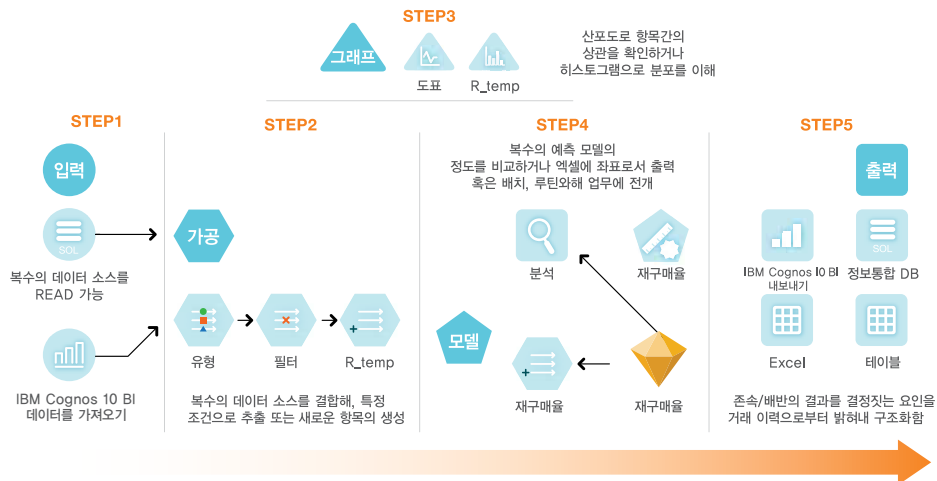 STEP3
그래프
도표
R_temp
산포도로 항목간의
상관을 확인하거나
히스토그램으로 분포를 이해
STEP1
입력
SOL
복수의 데이터 소스를
READ 가능
IBM Cognos 10 BI
데이터를 가져오기
STEP2
가공
유형
필터
R_temp
복수의 데이터 소스를 결합해, 특정
조건으로 추출 또는 새로운 항목의 생성
STEP4
복수의 예측 모델의
정도를 비교하거나 엑셀에 좌표로서 출력
혹은 배치, 루틴와해 업무에 전개
분석
재구매율
모델
재구매율
재구매율
STEP5
출력
IBM Cognos I0 BI
내보내기
SOL
정보통합 DB
Excel
테이블
존속/배반의 결과를 결정짓는 요인을
거래 이력으로부터 밝혀내 구조화함